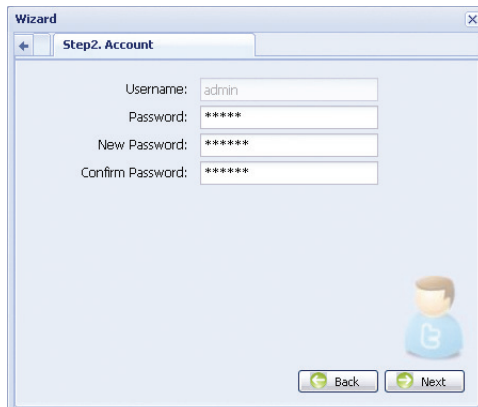 Wizard
Step2. Account
Username: admin
Password: *****
New Password: ******
Confirm Password: ******
Back Next